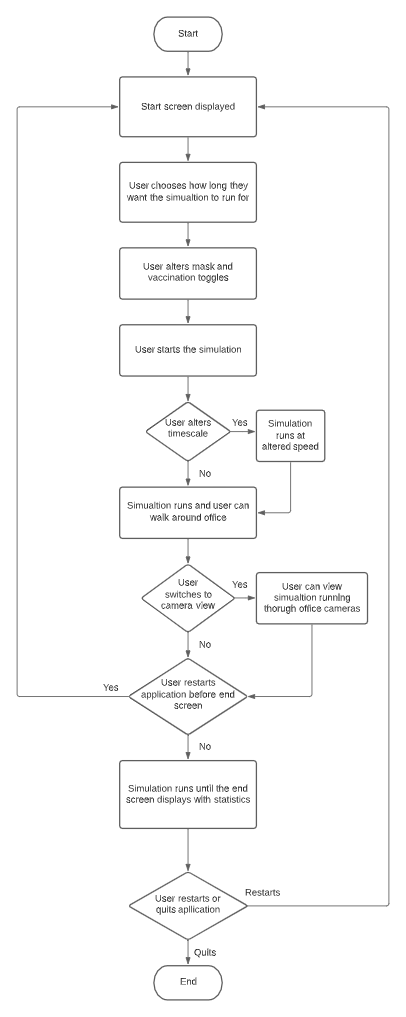 Start
Start screen displayed
User chooses how long they
want the simualtion to run for
User alters mask and
vaccination toggles
User starts the simulation
User alters
timescale
Yes
Simulation
runs at
altered speed
No
Simualtion runs and user can
walk around office
User
switches to
camera view
Yes
User can view
simualtion running
thorugh office cameras
No
User restarts
application before end
screen
Yes
No
Simulation runs until the end
screen displays with statistics
User restarts or
quits apllication
Restarts
Quits
End